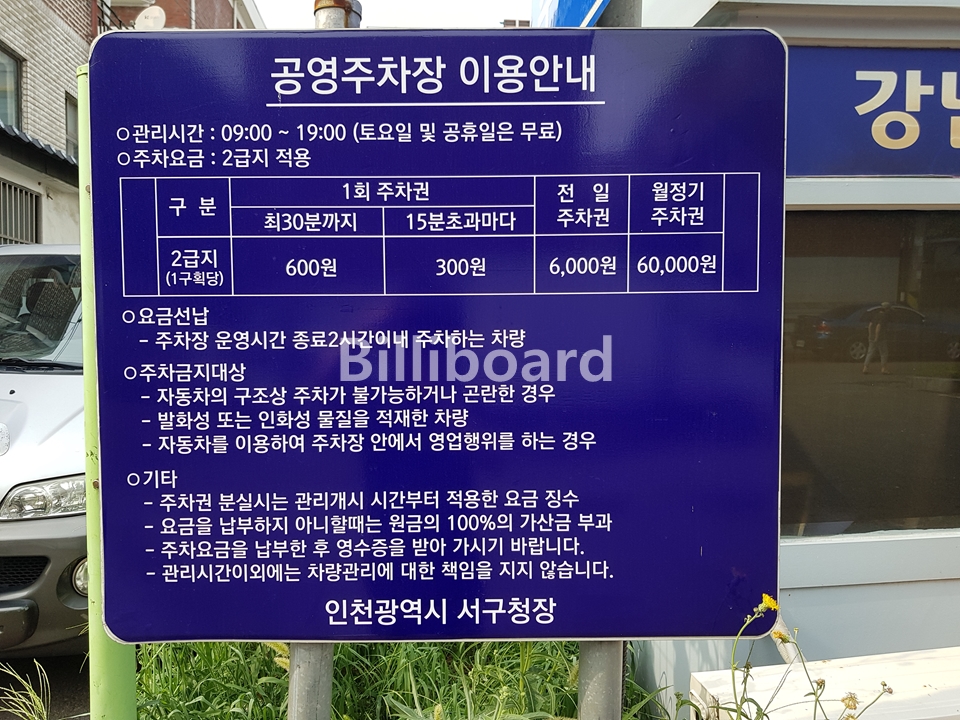 공영주차장 이용안내
○관리시간 : 09:00 ~ 19:00 (토요일 및 공휴일은 무료)
○주차요금 : 2급지 적용
구 분 1회 주차권 전 일 주차권 월정기 주차권
최30분까지 15분초과마다
2급지 (1구획당) 600원 300원 6,000원 60,000원
○요금선납
- 주차장 운영시간 종료2시간이내 주차하는 차량
Billiboard
○주차금지대상
- 자동차의 구조상 주차가 불가능하거나 곤란한 경우
- 발화성 또는 인화성 물질을 적재한 차량
- 자동차를 이용하여 주차장 안에서 영업행위를 하는 경우
○기타
- 주차권 분실시는 관리개시 시간부터 적용한 요금 징수
- 요금을 납부하지 아니할때는 원금의 100%의 가산금 부과
- 주차요금을 납부한 후 영수증을 받아 가시기 바랍니다.
- 관리시간이외에는 차량관리에 대한 책임을 지지 않습니다.
인천광역시 서구청장
강